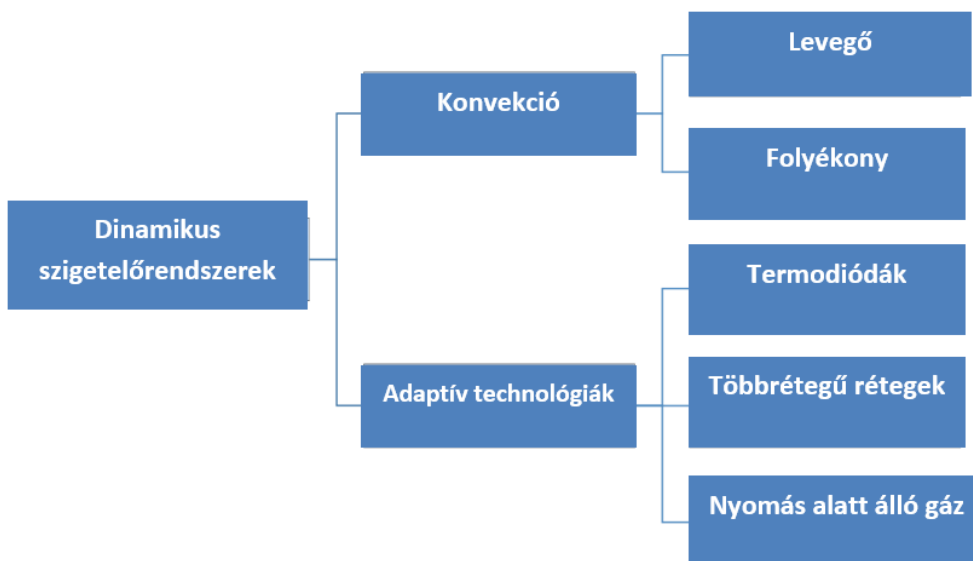 Dinamikus
szigetelőrendszerek
Konvekció
Levegő
Folyékony
Adaptív technológiák
Termodiódák
Többrétegű rétegek
Nyomás alatt álló gáz